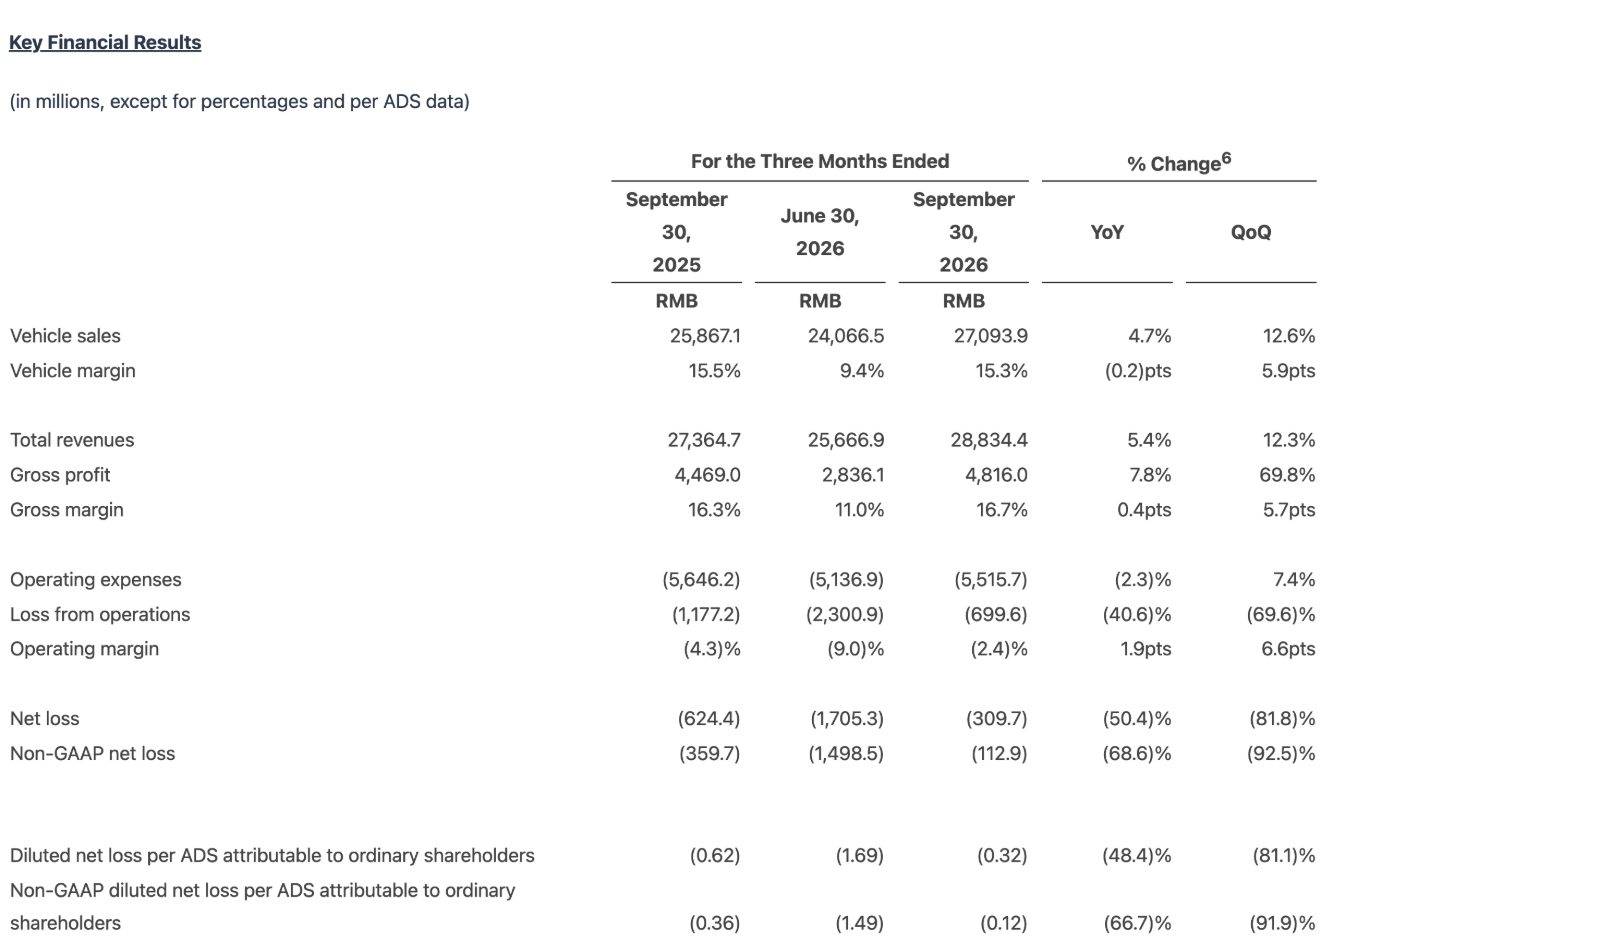 Key Financial Results
(in millions, except for percentages and per ADS data)
For the Three Months Ended % Change6
September 30, 2025 June 30, 2026 September 30, 2026 YoY QoQ
RMB RMB RMB
Vehicle sales 25,867.1 24,066.5 27,093.9 4.7% 12.6%
Vehicle margin 15.5% 9.4% 15.3% (0.2)pts 5.9pts
Total revenues 27,364.7 25,666.9 28,834.4 5.4% 12.3%
Gross profit 4,469.0 2,836.1 4,816.0 7.8% 69.8%
Gross margin 16.3% 11.0% 16.7% 0.4pts 5.7pts
Operating expenses (5,646.2) (5,136.9) (5,515.7) (2.3)% 7.4%
Loss from operations (1,177.2) (2,300.9) (699.6) (40.6)% (69.6)%
Operating margin (4.3)% (9.0)% (2.4)% 1.9pts 6.6pts
Net loss (624.4) (1,705.3) (309.7) (50.4)% (81.8)%
Non-GAAP net loss (359.7) (1,498.5) (112.9) (68.6)% (92.5)%
Diluted net loss per ADS attributable to ordinary shareholders (0.62) (1.69) (0.32) (48.4)% (81.1)%
Non-GAAP diluted net loss per ADS attributable to ordinary
shareholders (0.36) (1.49) (0.12) (66.7)% (91.9)%